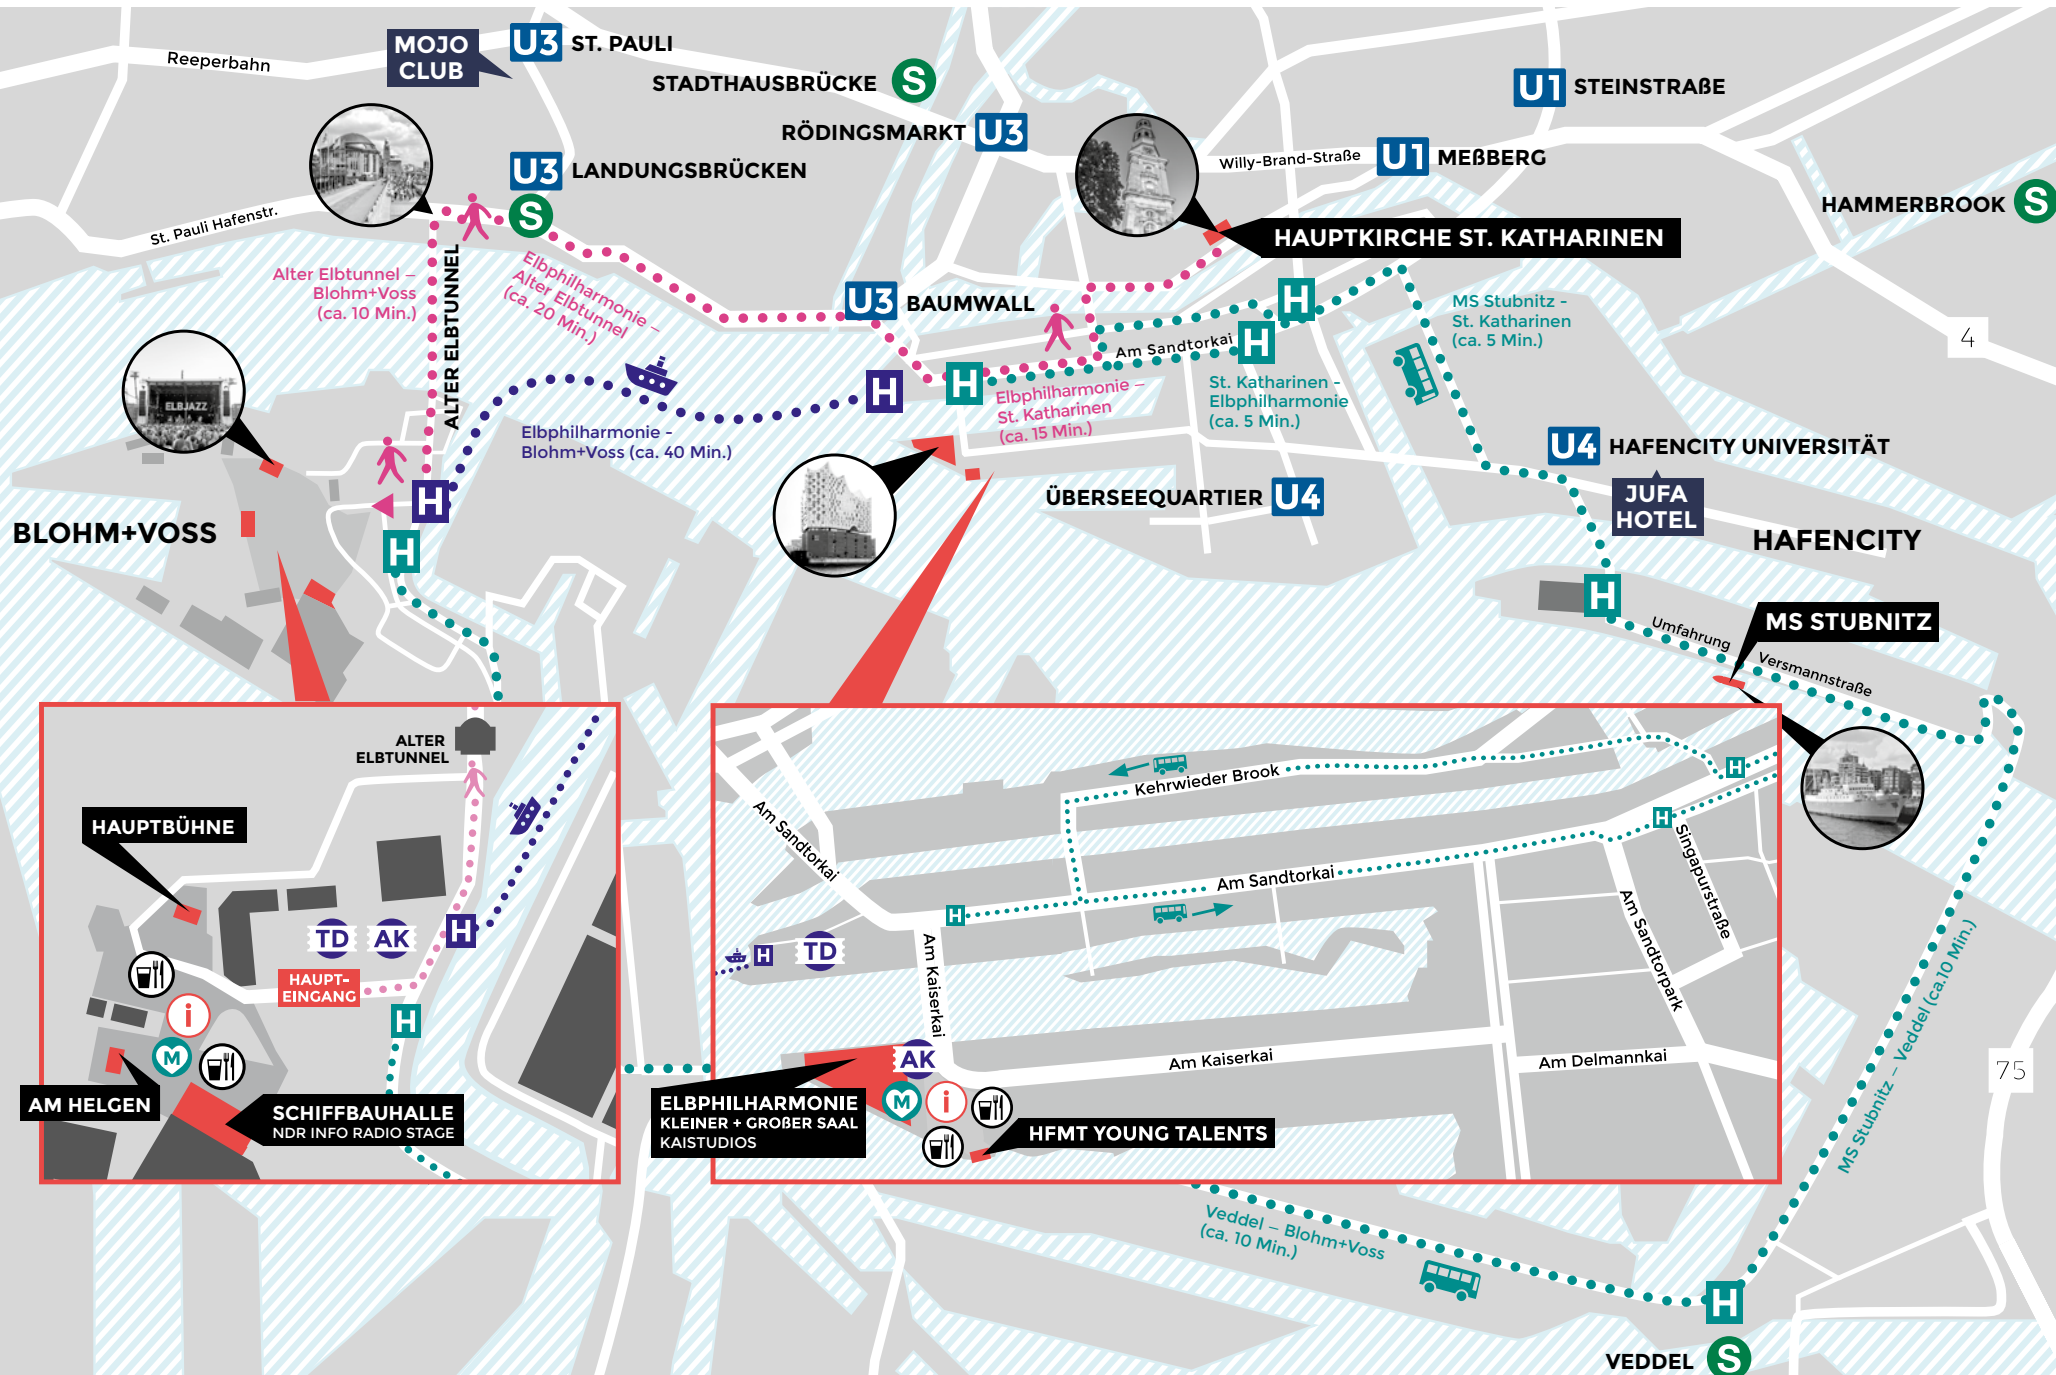 Reeperbahn
MOJO
CLUB
U3 ST. PAULI
STADTHAUSBRÜCKE S
RÖDINGSMARKT U3
U1 STEINSTRAßE
Willy-Brand-Straße
U1 MEßBERG
HAMMERBROOK S
U3 LANDUNGSBRÜCKEN
S
St. Pauli Hafenstr.
HAUPTKIRCHE ST. KATHARINEN
Alter Elbtunnel –
Blohm+Voss
(ca. 10 Min.)
ALTER ELBTUNNEL
Elbphilharmonie –
Alter Elbtunnel
(ca. 20 Min.)
U3 BAUMWALL
H
H
Am Sandtorkai
MS Stubnitz -
St. Katharinen
(ca. 5 Min.)
4
ELBJAZZ
H
H
Elbphilharmonie –
St. Katharinen
(ca. 15 Min.)
St. Katharinen -
Elbphilharmonie
(ca. 5 Min.)
Elbphilharmonie -
Blohm+Voss (ca. 40 Min.)
U4 HAFENCITY UNIVERSITÄT
JUFA
HOTEL
HAFENCITY
ÜBERSEEQUARTIER U4
BLOHM+VOSS
H
H
H
Umfahrung
Versmannstraße
MS STUBNITZ
ALTER
ELBTUNNEL
HAUPTBÜHNE
TD
AK
H
HAUPT-
EINGANG
i
H
M
AM HELGEN
SCHIFFBAUHALLE
NDR INFO RADIO STAGE
Kehrwieder Brook
H
H
Am Sandtorkai
Am Sandtorkai
Singapurstraße
H
H
TD
Am Kaiserkai
Am Sandtorpark
AK
Am Kaiserkai
Am Delmannkai
M
i
ELBPHILHARMONIE
KLEINER + GROßER SAAL
KAISTUDIOS
HFMT YOUNG TALENTS
75
MS Stubnitz – Veddel (ca.10 Min.)
Veddel – Blohm+Voss
(ca. 10 Min.)
H
VEDDEL S